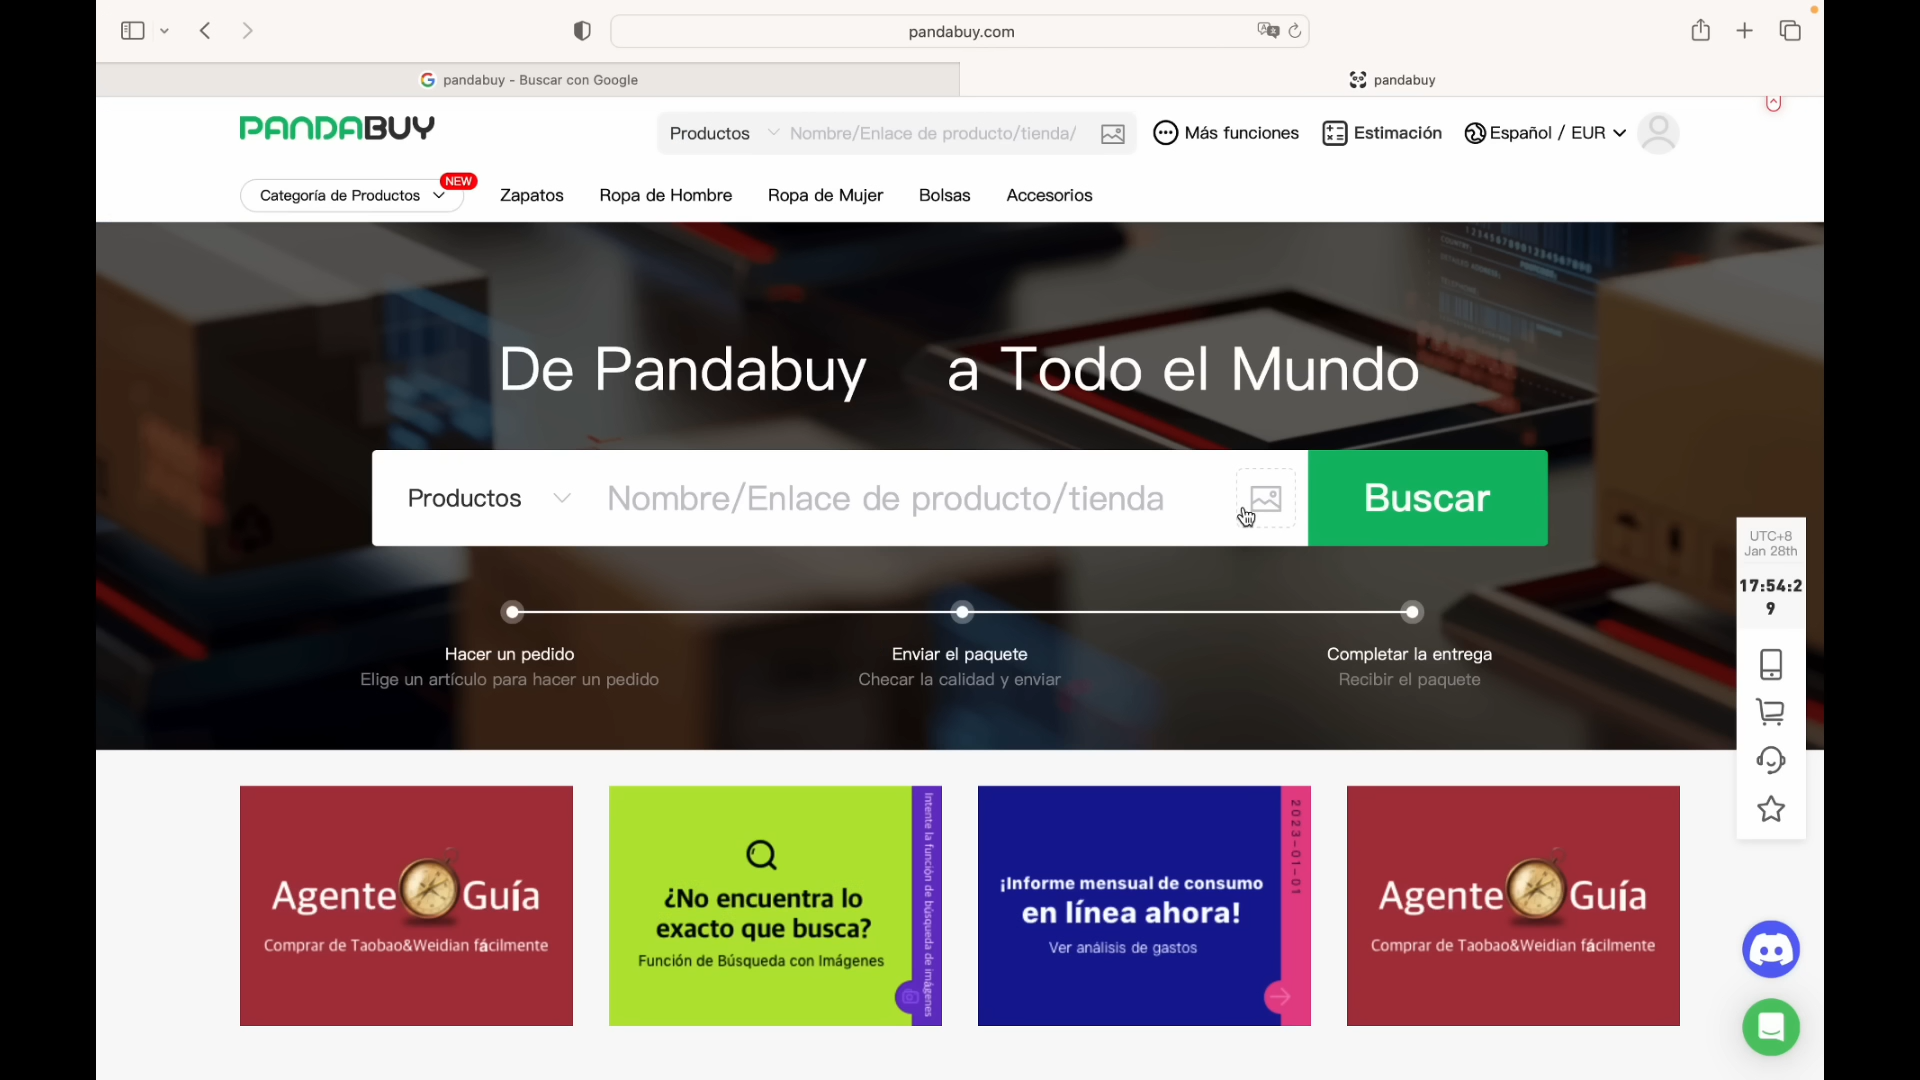 pandabuy.com
pandabuy - Buscar con Google
pandabuy
PANDABUY
Productos
Nombre/Enlace de producto/tienda/
Más funciones
Estimación
Español / EUR
Categoría de Productos
NEW
Zapatos
Ropa de Hombre
Ropa de Mujer
Bolsas
Accesorios
De Pandabuy a Todo el Mundo
Productos
Nombre/Enlace de producto/tienda
Buscar
Hacer un pedido
Elige un artículo para hacer un pedido
Enviar el paquete
Checar la calidad y enviar
Completar la entrega
Recibir el paquete
UTC+8
Jan 28th
17:54:2
9
Agente Guía
Comprar de Taobao&Weidian fácilmente
¿No encuentra lo
exacto que busca?
Función de Búsqueda con Imágenes
Intente la función de búsqueda de imágenes
¡Informe mensual de consumo
en línea ahora!
Ver análisis de gastos
2023-01-01
Agente Guía
Comprar de Taobao&Weidian fácilmente